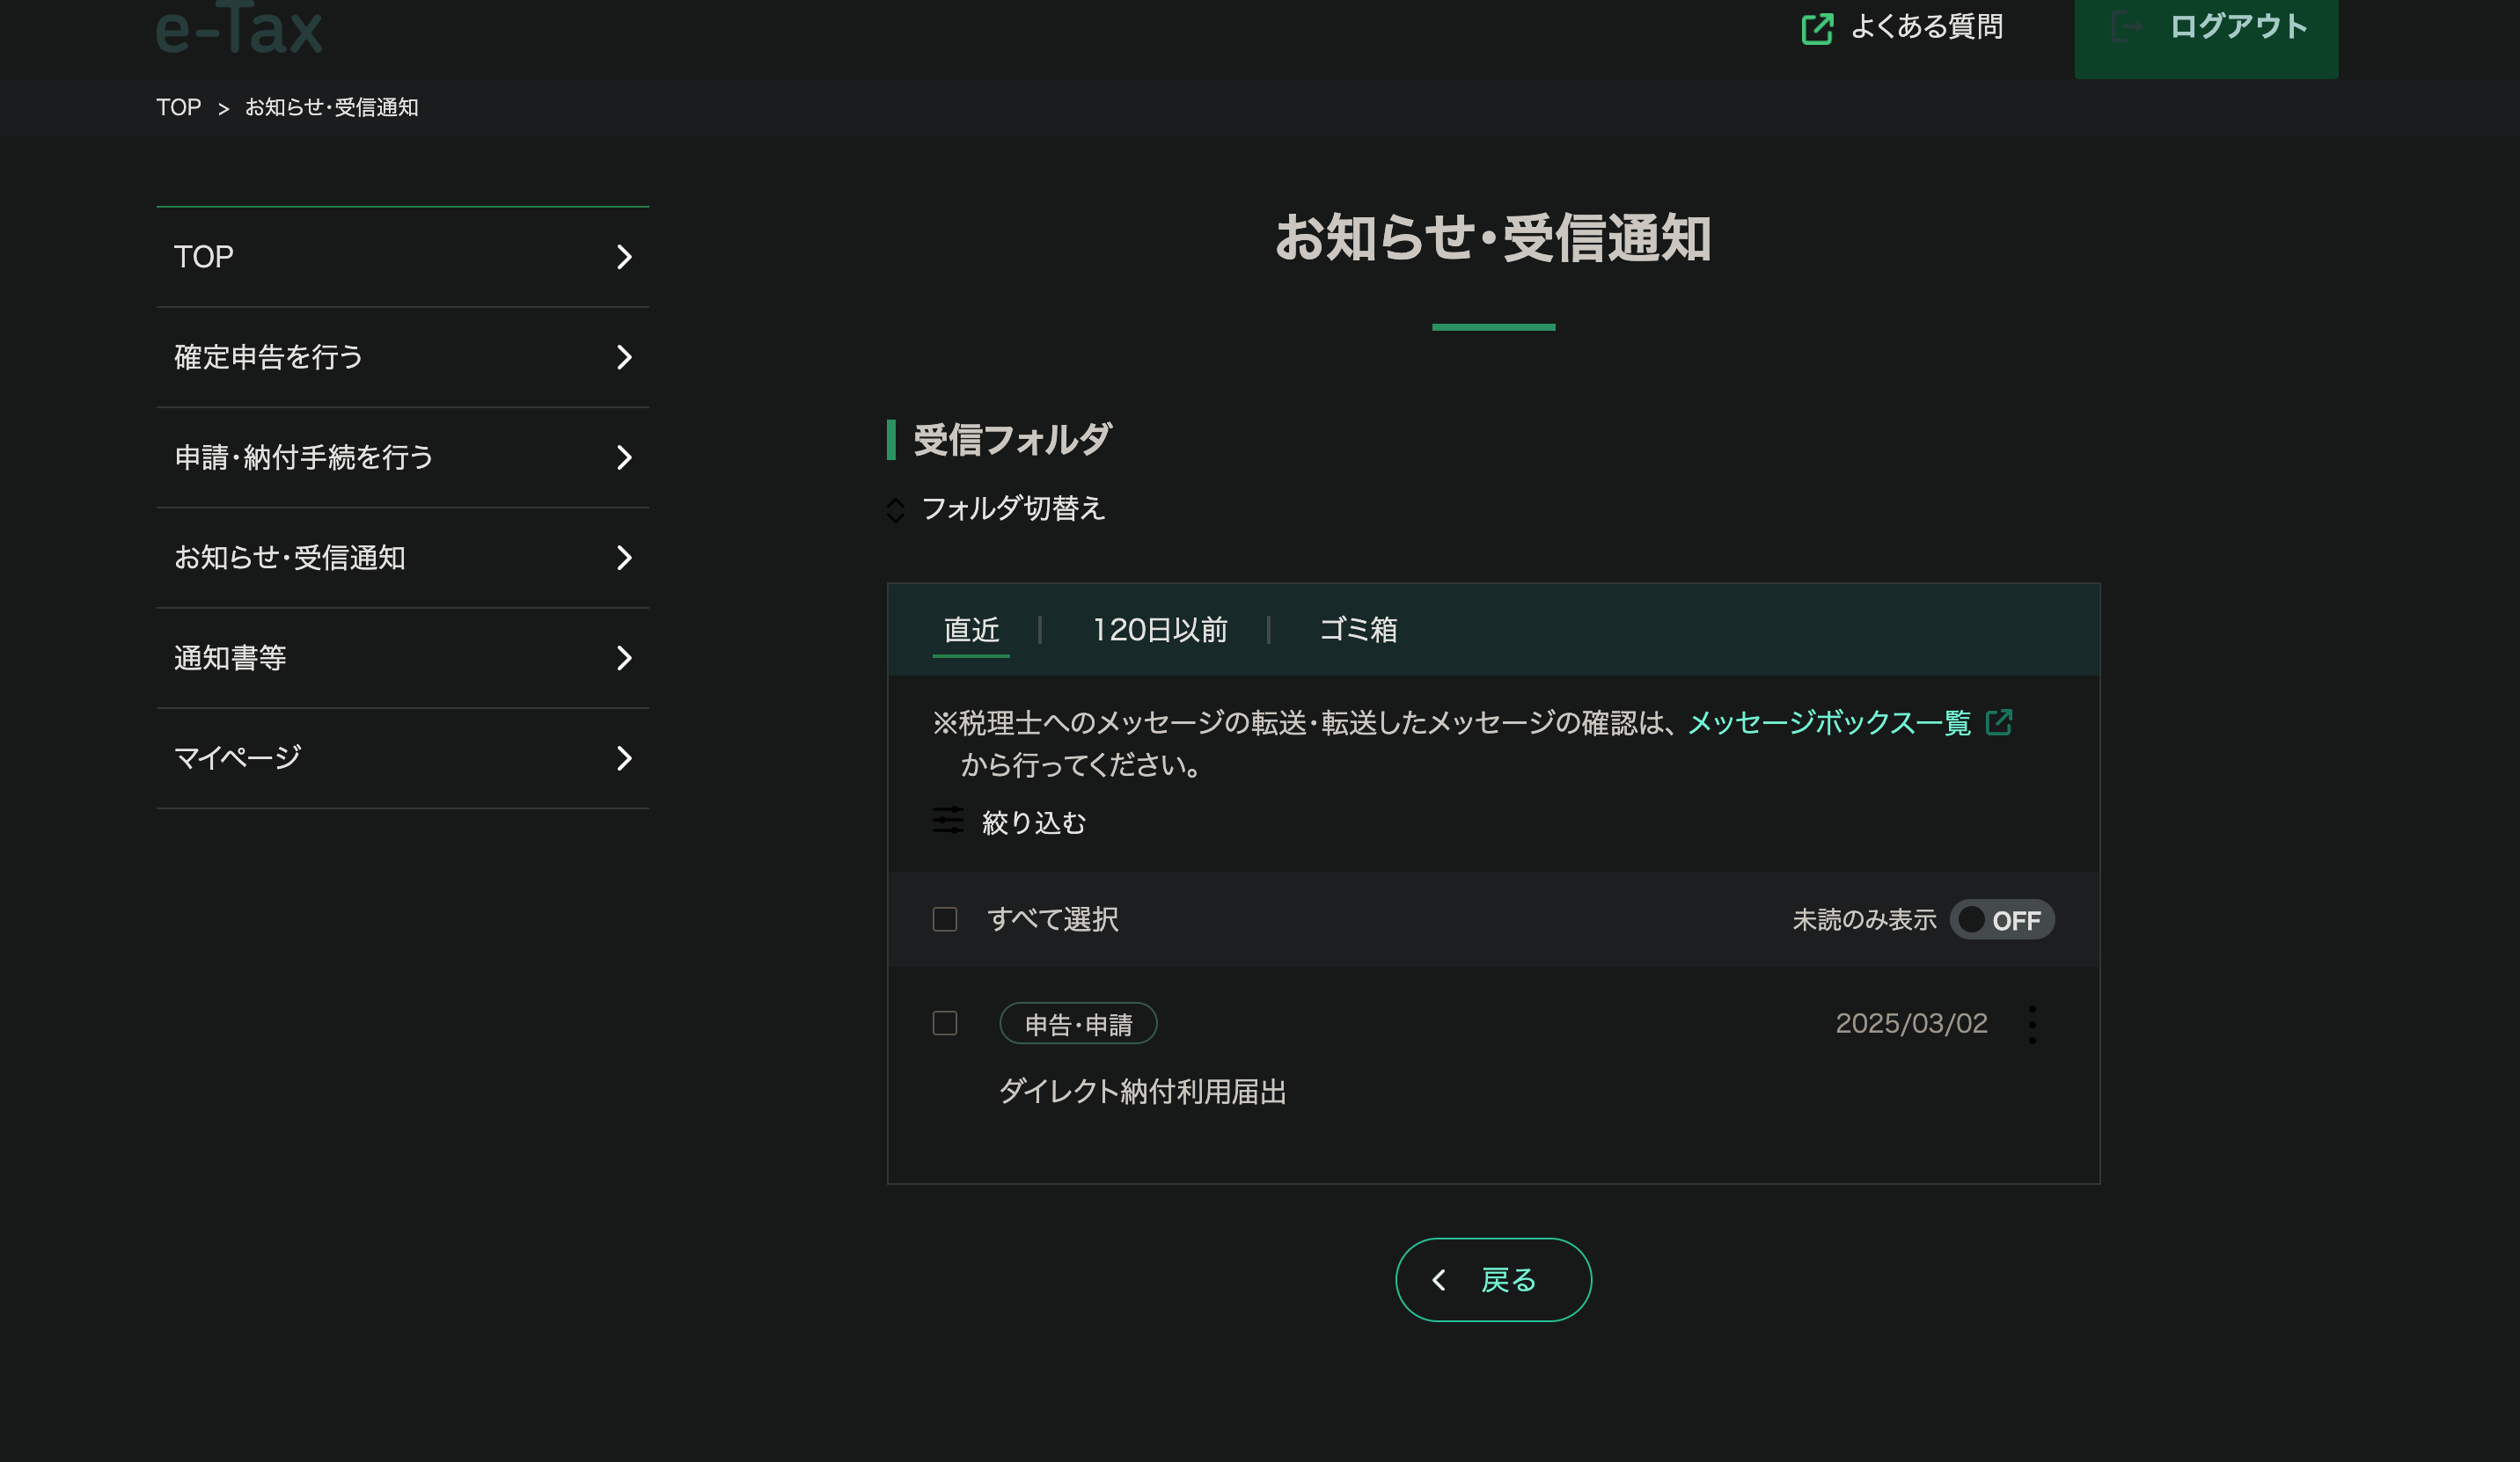 e-Tax
よくある質問
ログアウト
TOP > お知らせ・受信通知
TOP
確定申告を行う
申請・納付手続を行う
お知らせ・受信通知
通知書等
マイページ
お知らせ・受信通知
受信フォルダ
フォルダ切替え
直近 | 120日以前 | ゴミ箱
※税理士へのメッセージの転送・転送したメッセージの確認は、メッセージボックス一覧
から行ってください。
絞り込む
すべて選択
未読のみ表示 OFF
申告・申請
2025/03/02
ダイレクト納付利用届出
戻る